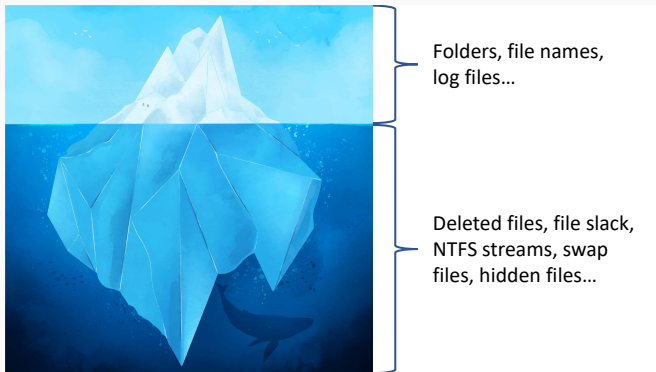 Folders, file names,
log files…
Deleted files, file slack,
NTFS streams, swap
files, hidden files…